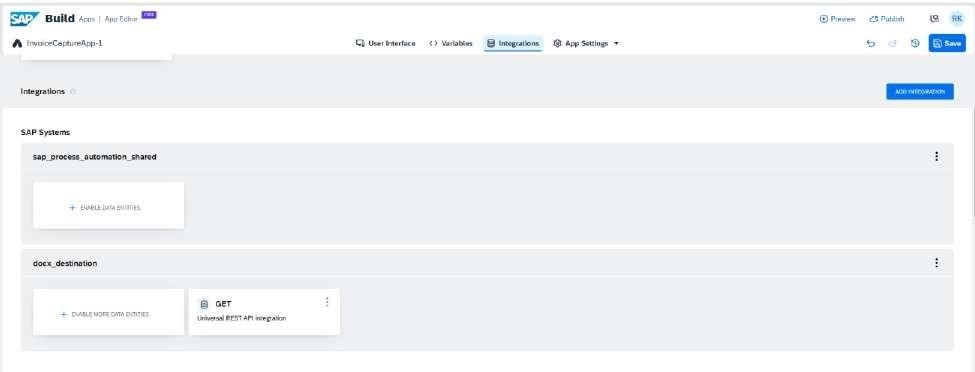 SAP Build Apps | App Editor FREE Preview Publish RK
InvoiceCaptureApp-1 User Interface <> Variables Integrations App Settings Save
Integrations
ADD INTEGRATION
SAP Systems
sap_process_automation_shared
+ ENABLE DATA ENTITIES
docx_destination
+ ENABLE MORE DATA ENTITIES
GET
Universal REST API integration